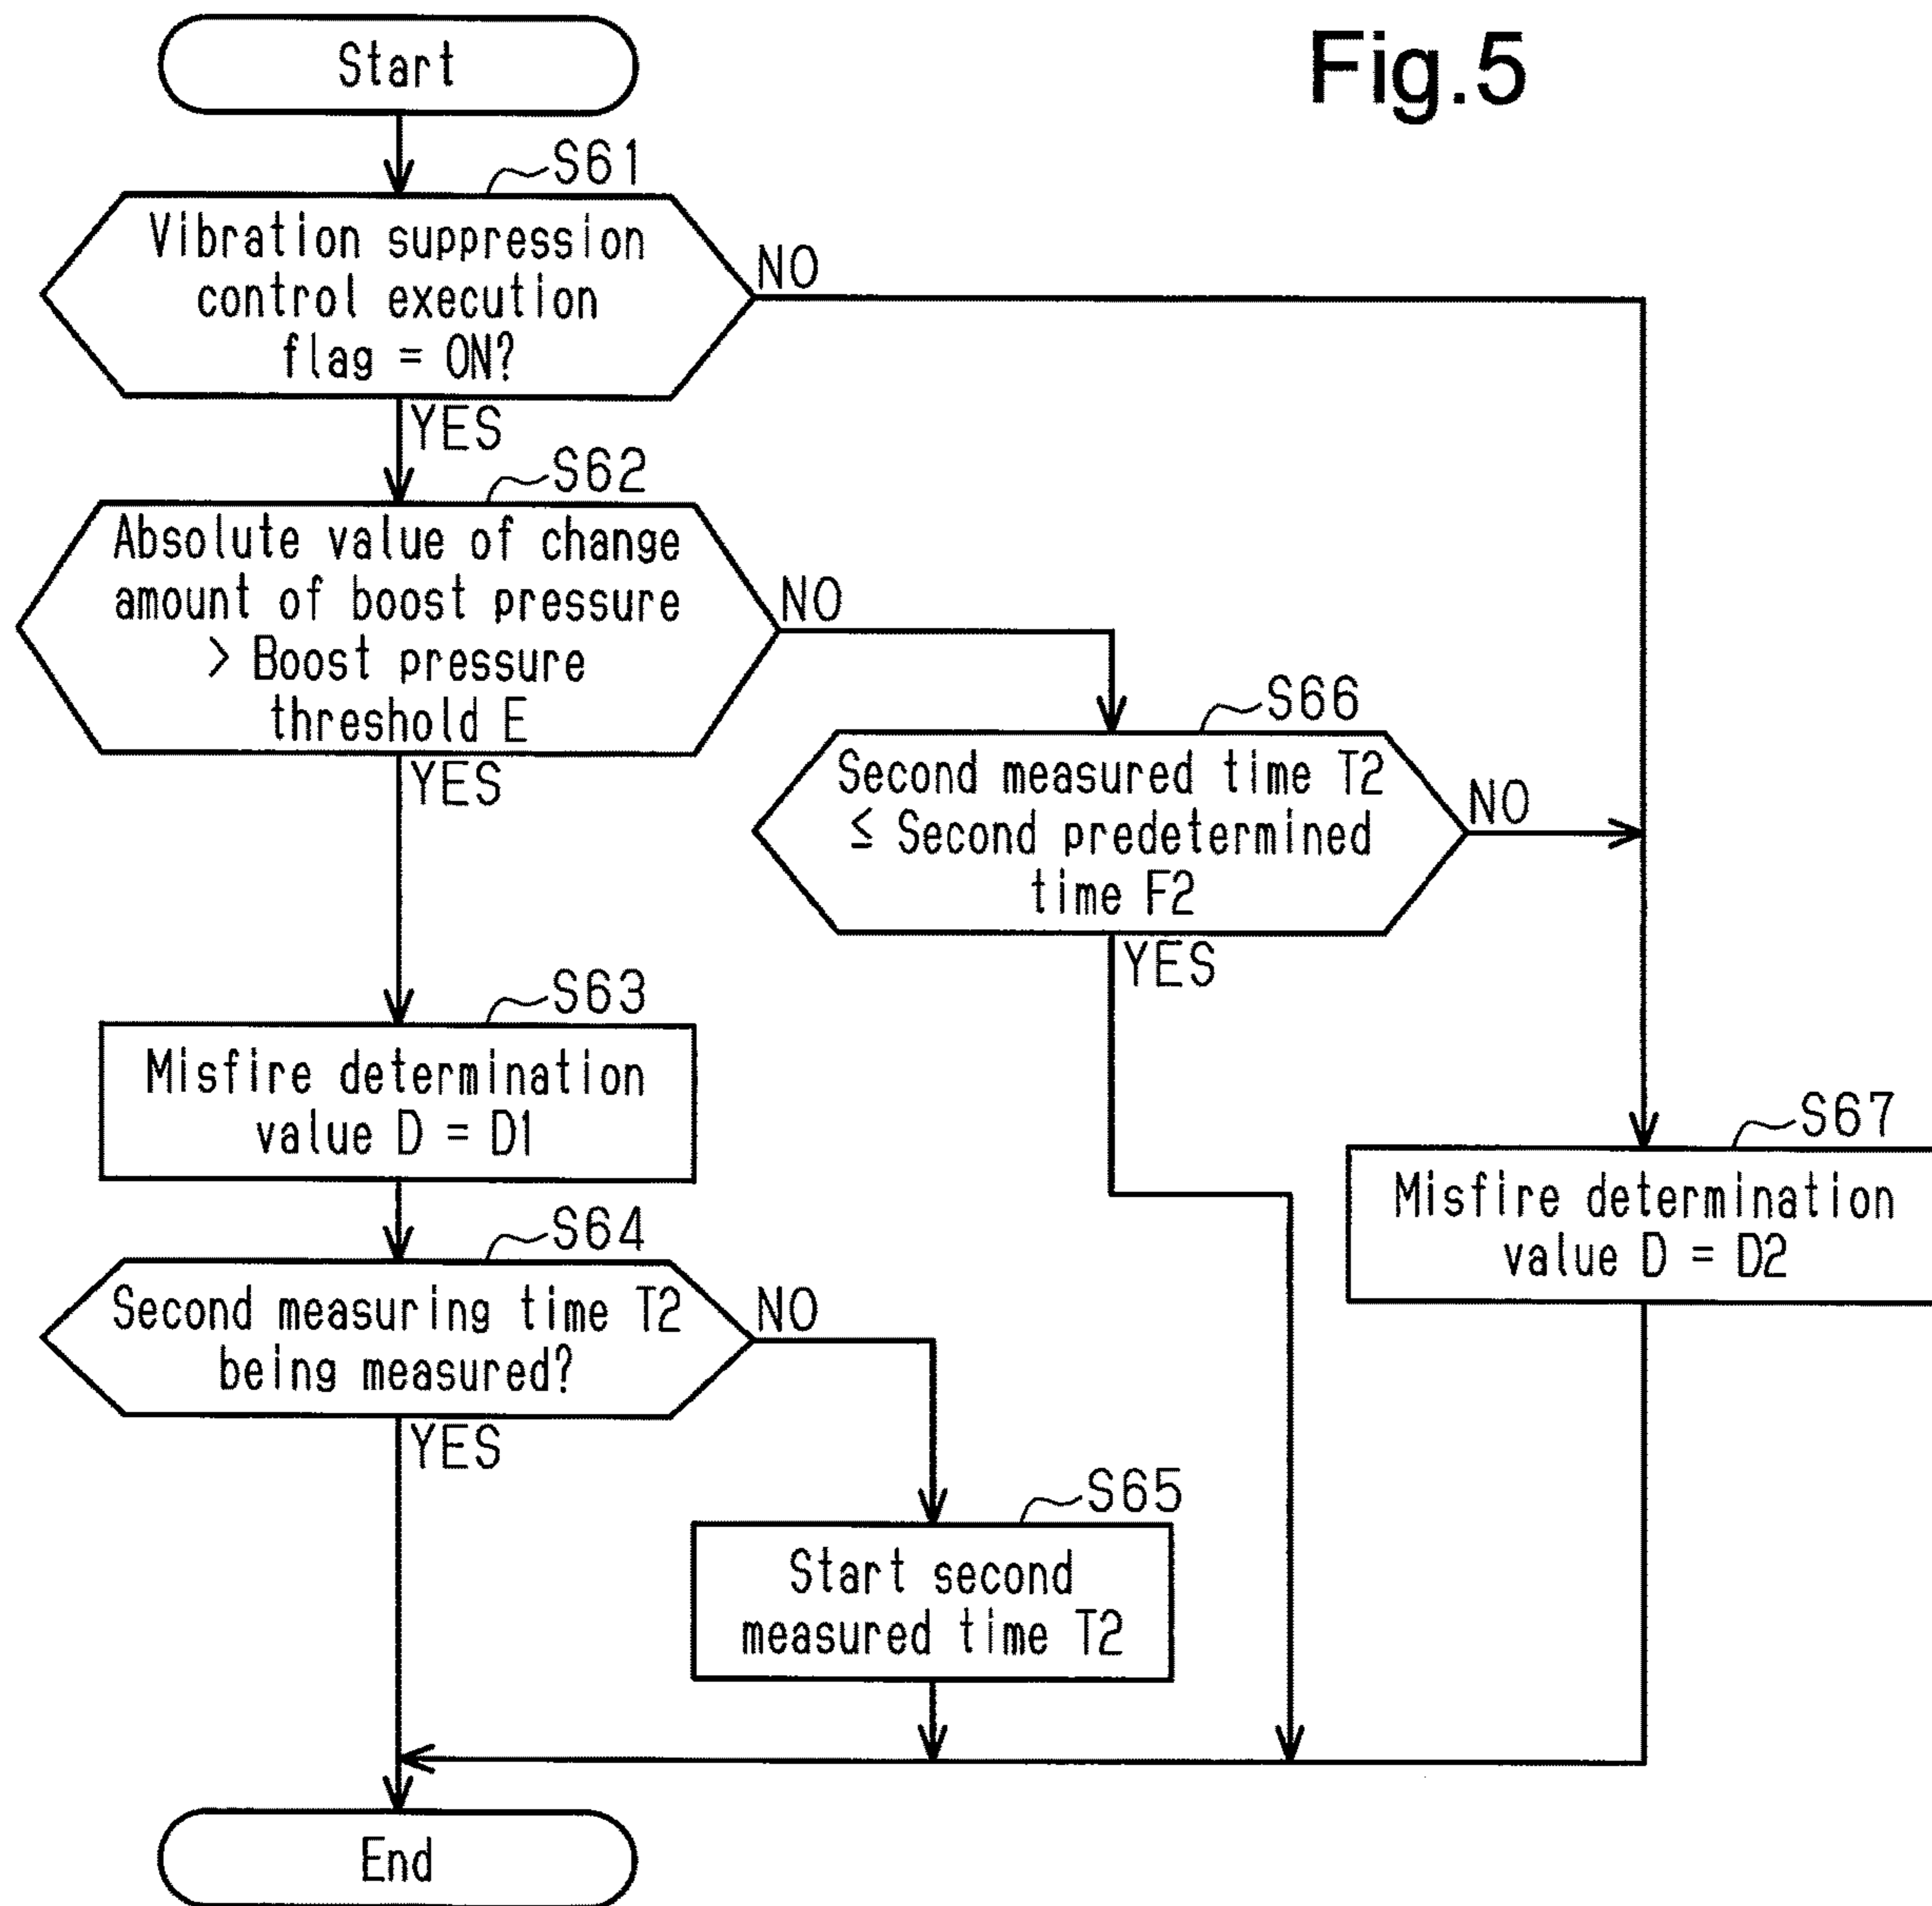 Fig.5
Start
S61
Vibration suppression
control execution
flag = ON?
NO
YES
S62
Absolute value of change
amount of boost pressure
> Boost pressure
threshold E
NO
YES
S66
Second measured time T2
≤ Second predetermined
time F2
NO
YES
S63
Misfire determination
value D = D1
S67
Misfire determination
value D = D2
S64
Second measuring time T2
being measured?
NO
YES
S65
Start second
measured time T2
End